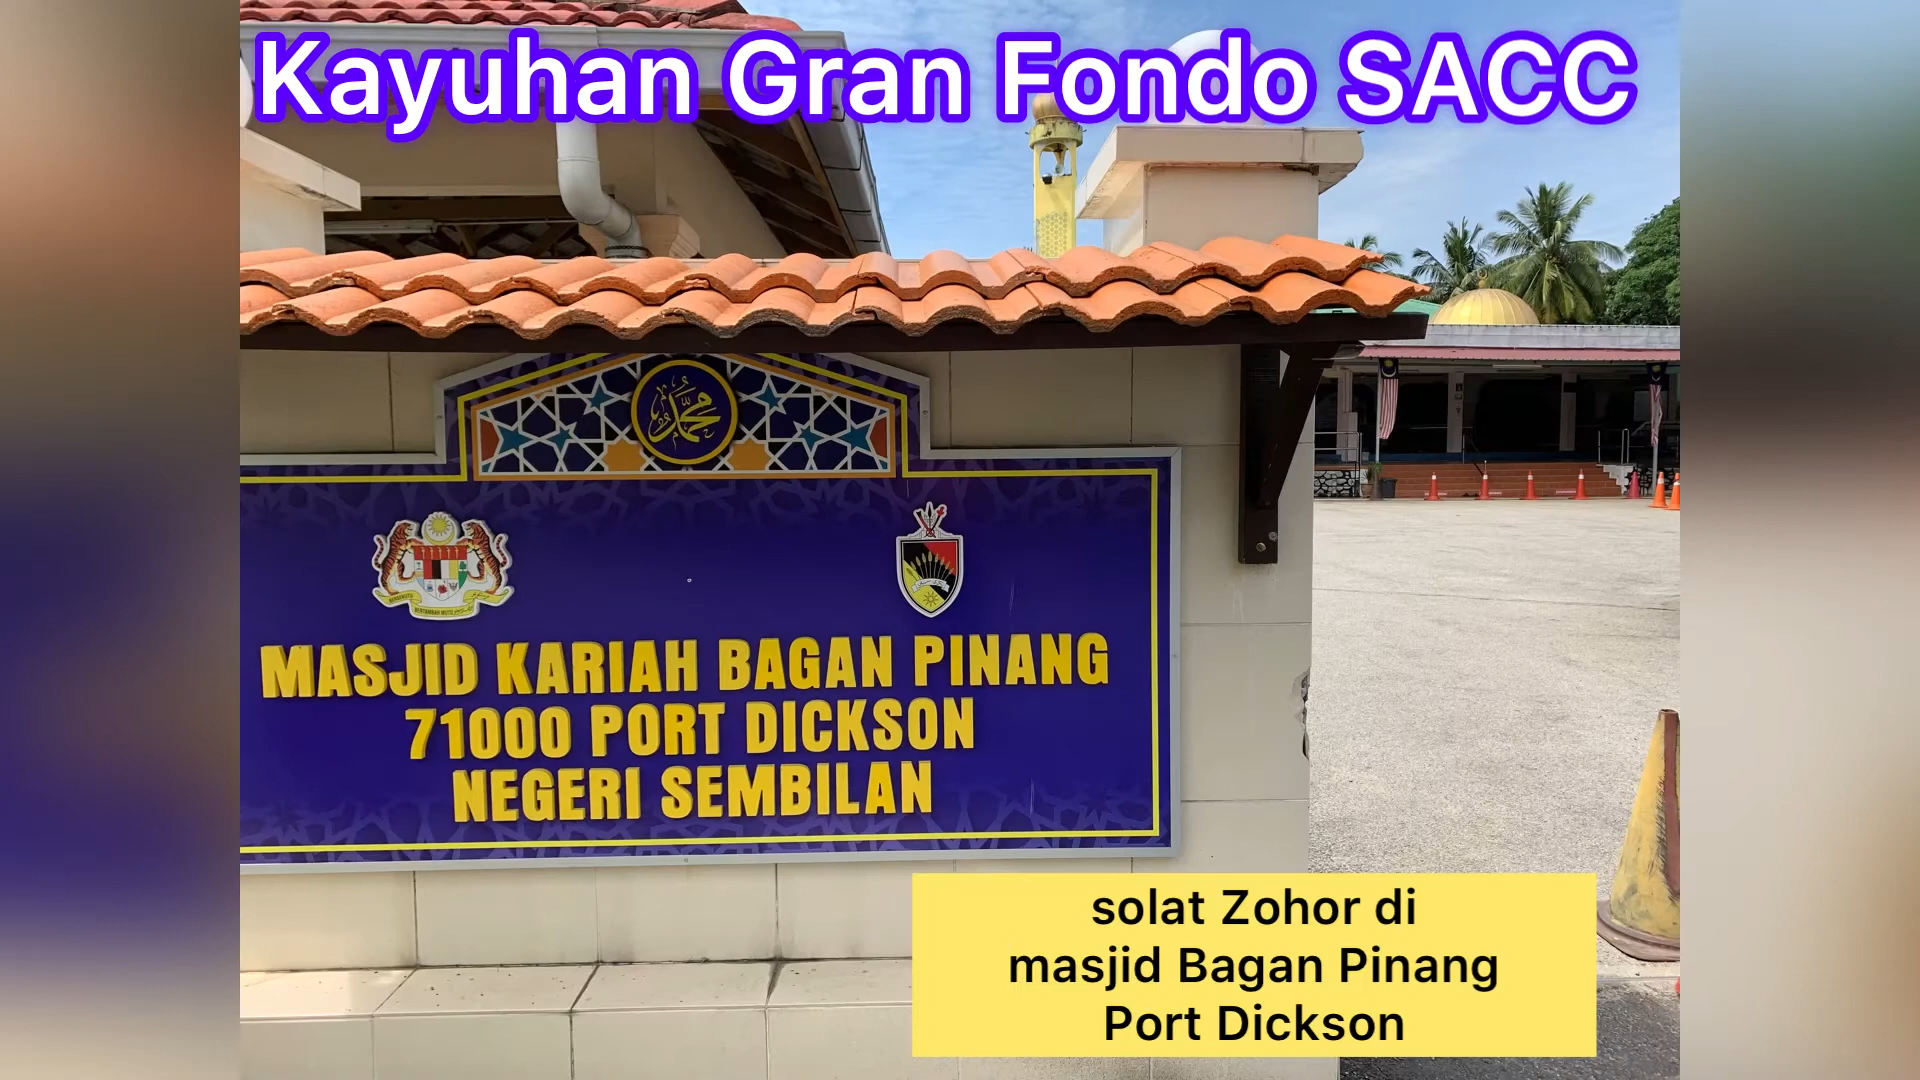 Kayuhan Gran Fondo SACC
محمد
MASJID KARIAH BAGAN PINANG
71000 PORT DICKSON
NEGERI SEMBILAN
solat Zohor di
masjid Bagan Pinang
Port Dickson